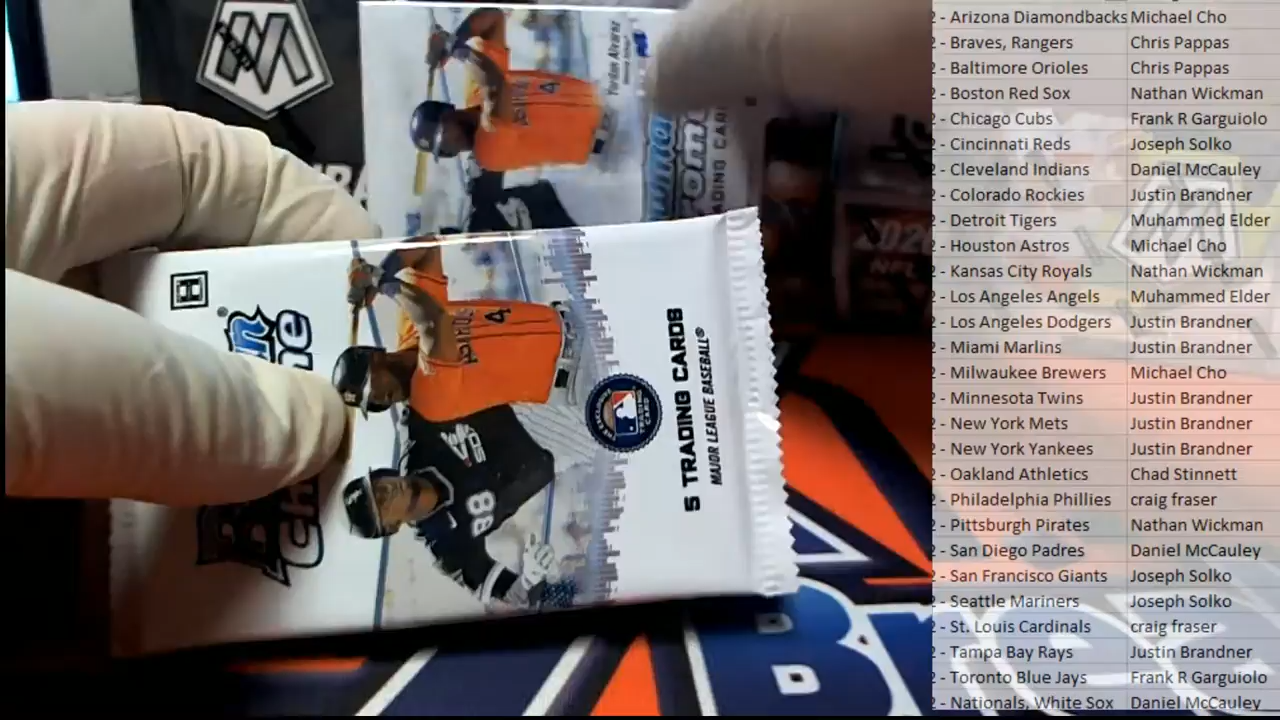 Yordan Alvarez
4
H
5 TRADING CARDS
MAJOR LEAGUE BASEBALL®
4
88
2 - Arizona Diamondbacks Michael Cho
2 - Braves, Rangers Chris Pappas
2 - Baltimore Orioles Chris Pappas
2 - Boston Red Sox Nathan Wickman
2 - Chicago Cubs Frank R Garguiolo
2 - Cincinnati Reds Joseph Solko
2 - Cleveland Indians Daniel McCauley
2 - Colorado Rockies Justin Brandner
2 - Detroit Tigers Muhammed Elder
2 - Houston Astros Michael Cho
2 - Kansas City Royals Nathan Wickman
2 - Los Angeles Angels Muhammed Elder
2 - Los Angeles Dodgers Justin Brandner
2 - Miami Marlins Justin Brandner
2 - Milwaukee Brewers Michael Cho
2 - Minnesota Twins Justin Brandner
2 - New York Mets Justin Brandner
2 - New York Yankees Justin Brandner
2 - Oakland Athletics Chad Stinnett
2 - Philadelphia Phillies craig fraser
2 - Pittsburgh Pirates Nathan Wickman
2 - San Diego Padres Daniel McCauley
2 - San Francisco Giants Joseph Solko
2 - Seattle Mariners Joseph Solko
2 - St. Louis Cardinals craig fraser
2 - Tampa Bay Rays Justin Brandner
2 - Toronto Blue Jays Frank R Garguiolo
2 - Nationals, White Sox Daniel McCauley